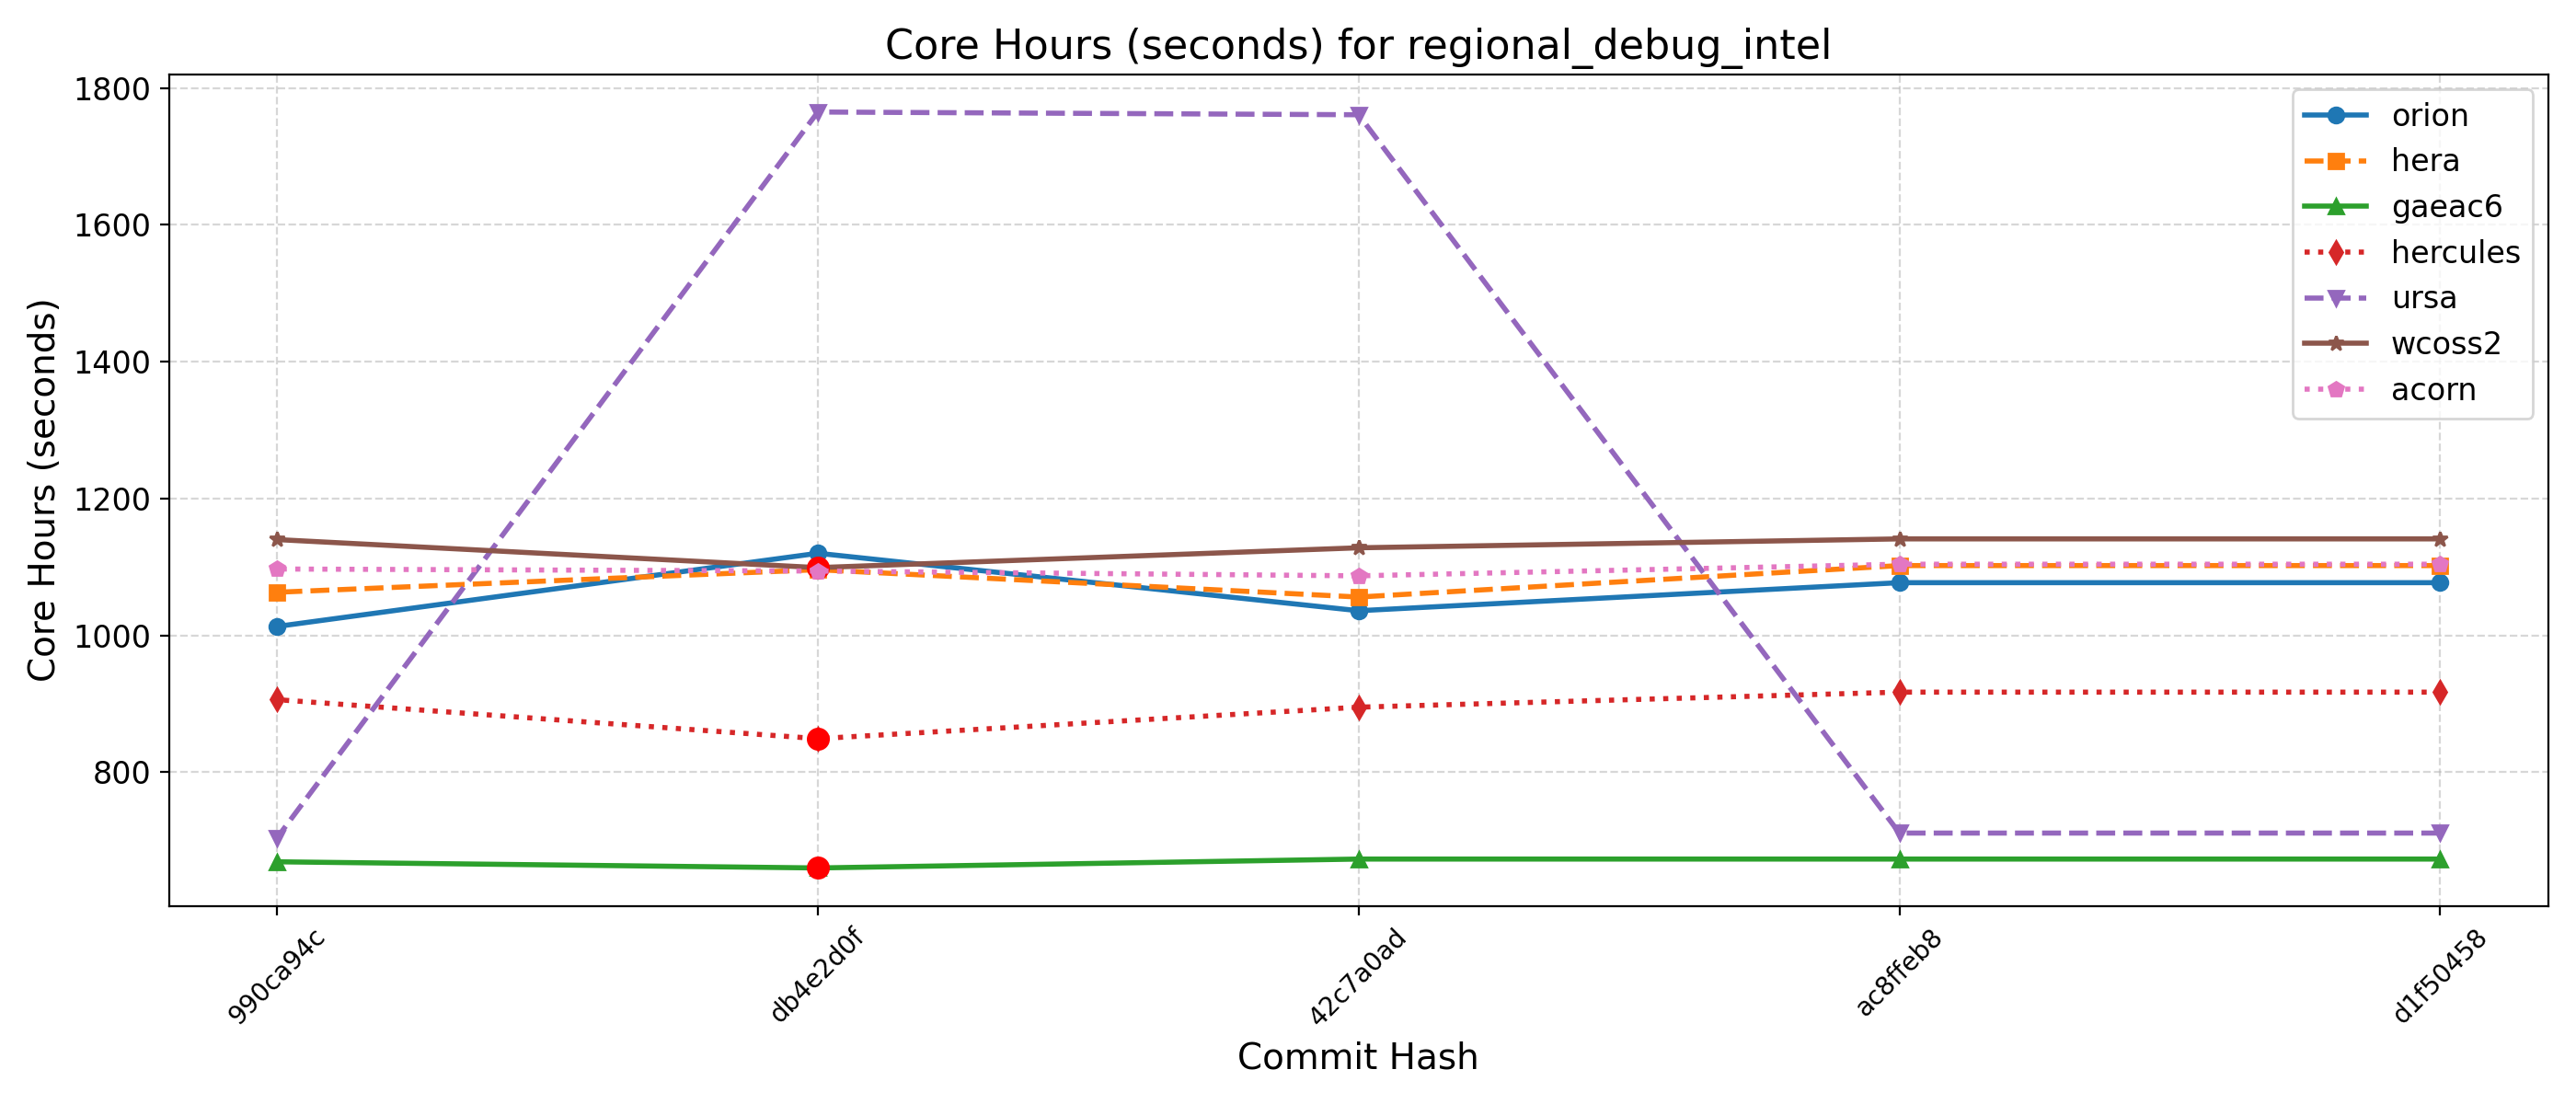 Core Hours (seconds) for regional_debug_intel
Core Hours (seconds)
1800
1600
1400
1200
1000
800
orion
hera
gaeac6
hercules
ursa
wcoss2
acorn
990ca94c
db4e2d0f
42c7a0ad
ac8ffeb8
d1f50458
Commit Hash